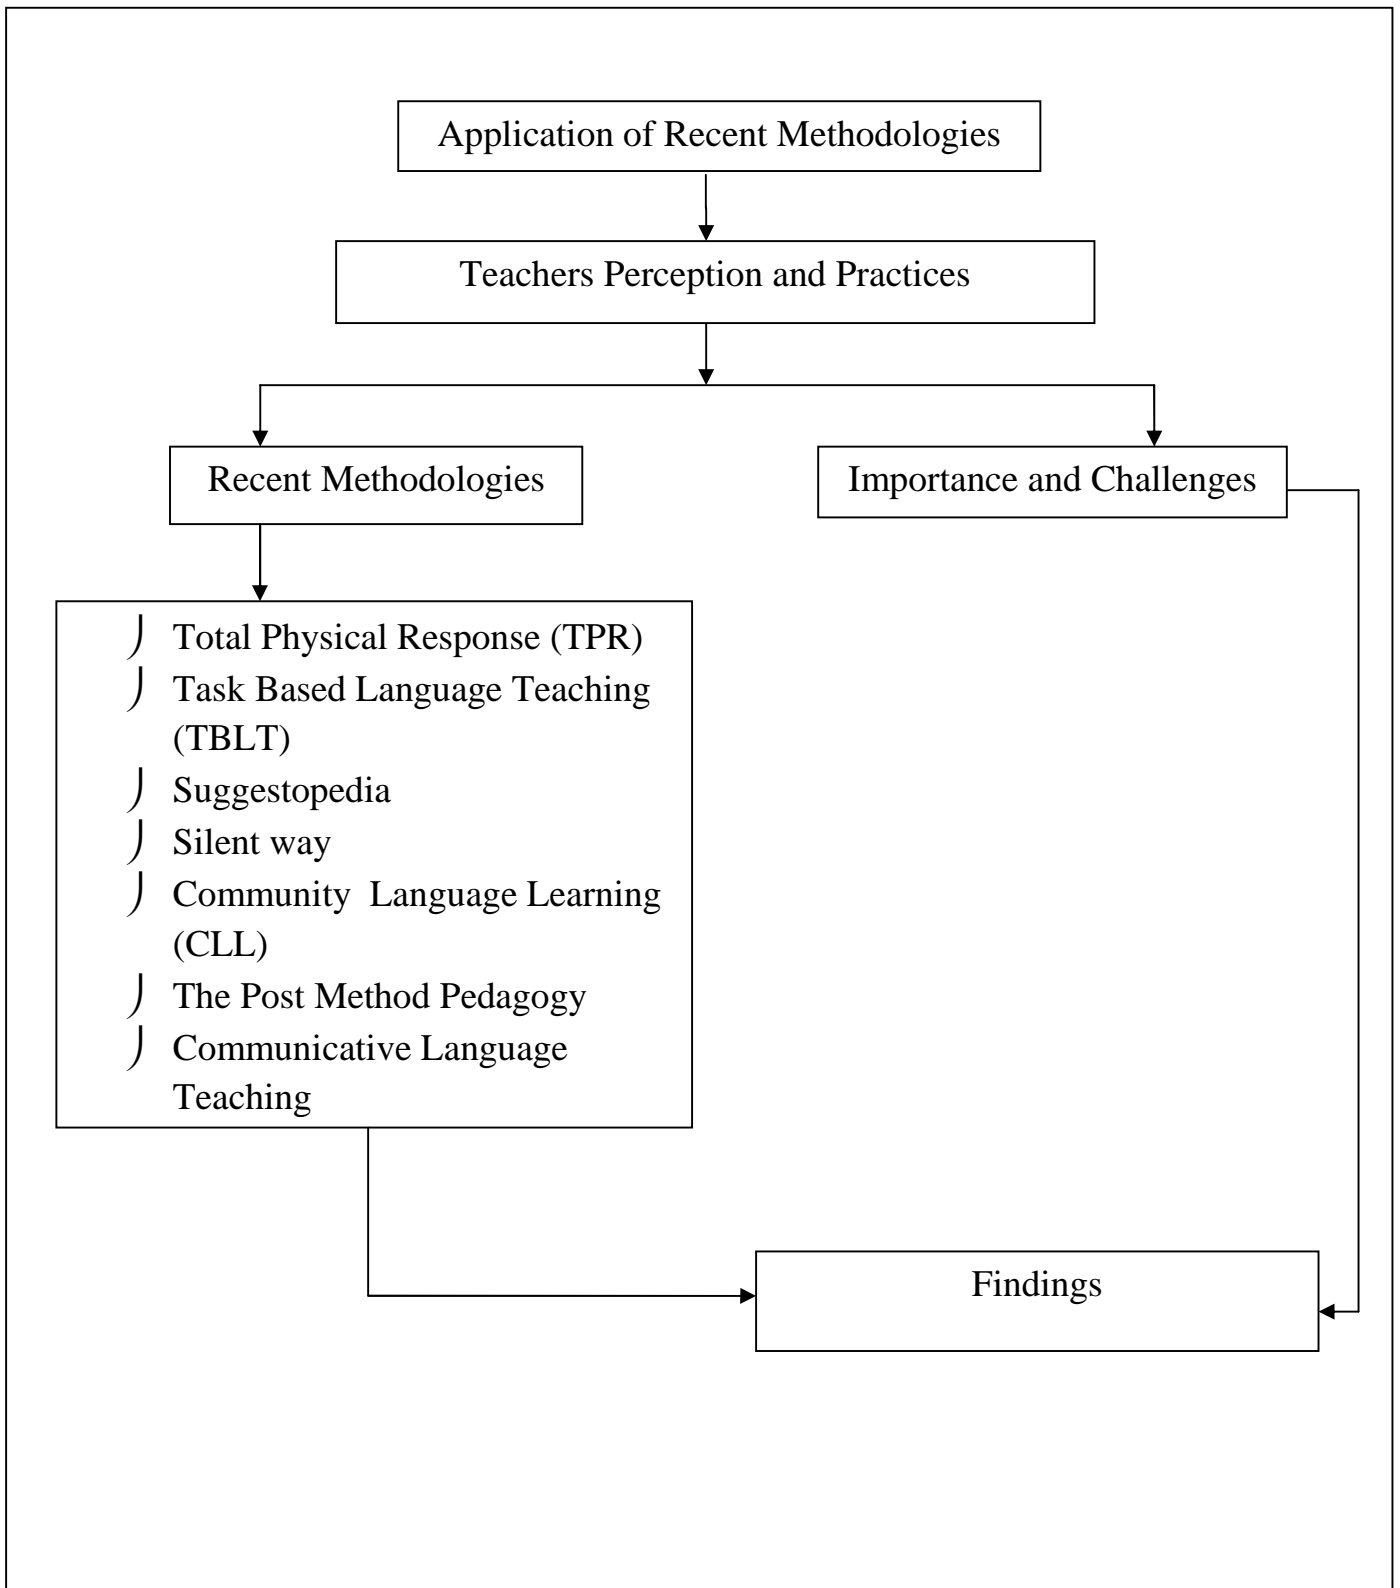 Application of Recent Methodologies
Teachers Perception and Practices
Recent Methodologies
Importance and Challenges
Total Physical Response (TPR)
Task Based Language Teaching
(TBLT)
Suggestopedia
Silent way
Community Language Learning
(CLL)
The Post Method Pedagogy
Communicative Language
Teaching
Findings